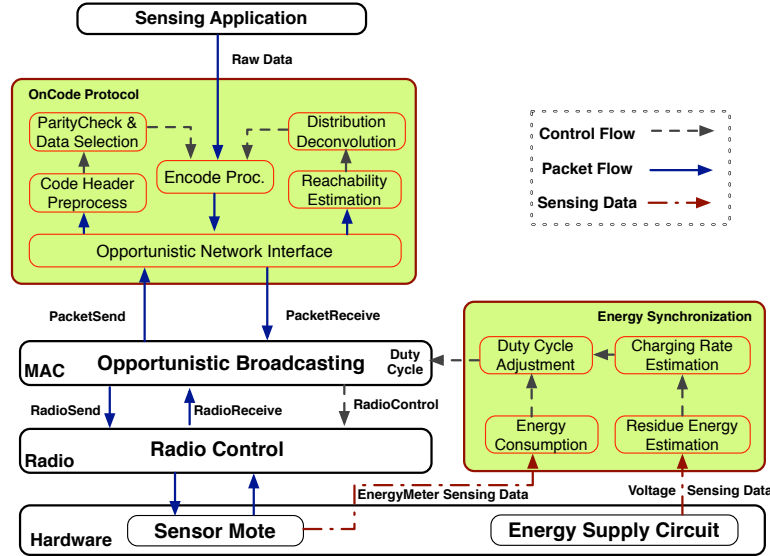 Sensing Application
Raw Data
OnCode Protocol
ParityCheck &
Data Selection
Distribution
Deconvolution
Encode Proc.
Code Header
Preprocess
Reachability
Estimation
Opportunistic Network Interface
Control Flow
Packet Flow
Sensing Data
PacketSend
PacketReceive
Energy Synchronization
MAC
Opportunistic Broadcasting
Duty
Cycle
Duty Cycle
Adjustment
Charging Rate
Estimation
RadioSend
RadioReceive
RadioControl
Energy
Consumption
Residue Energy
Estimation
Radio
Radio Control
EnergyMeter Sensing Data
Voltage
Sensing Data
Hardware
Sensor Mote
Energy Supply Circuit